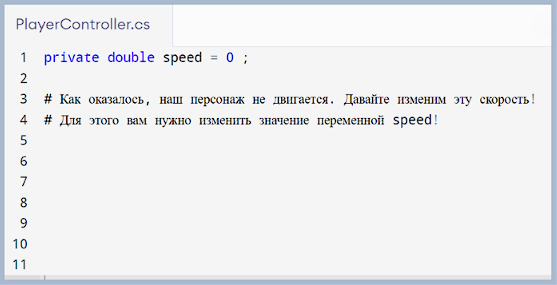 PlayerController.cs
1 private double speed = 0 ;
2
3 # Как оказалось, наш персонаж не двигается. Давайте изменим эту скорость!
4 # Для этого вам нужно изменить значение переменной speed!
5
6
7
8
9
10
11